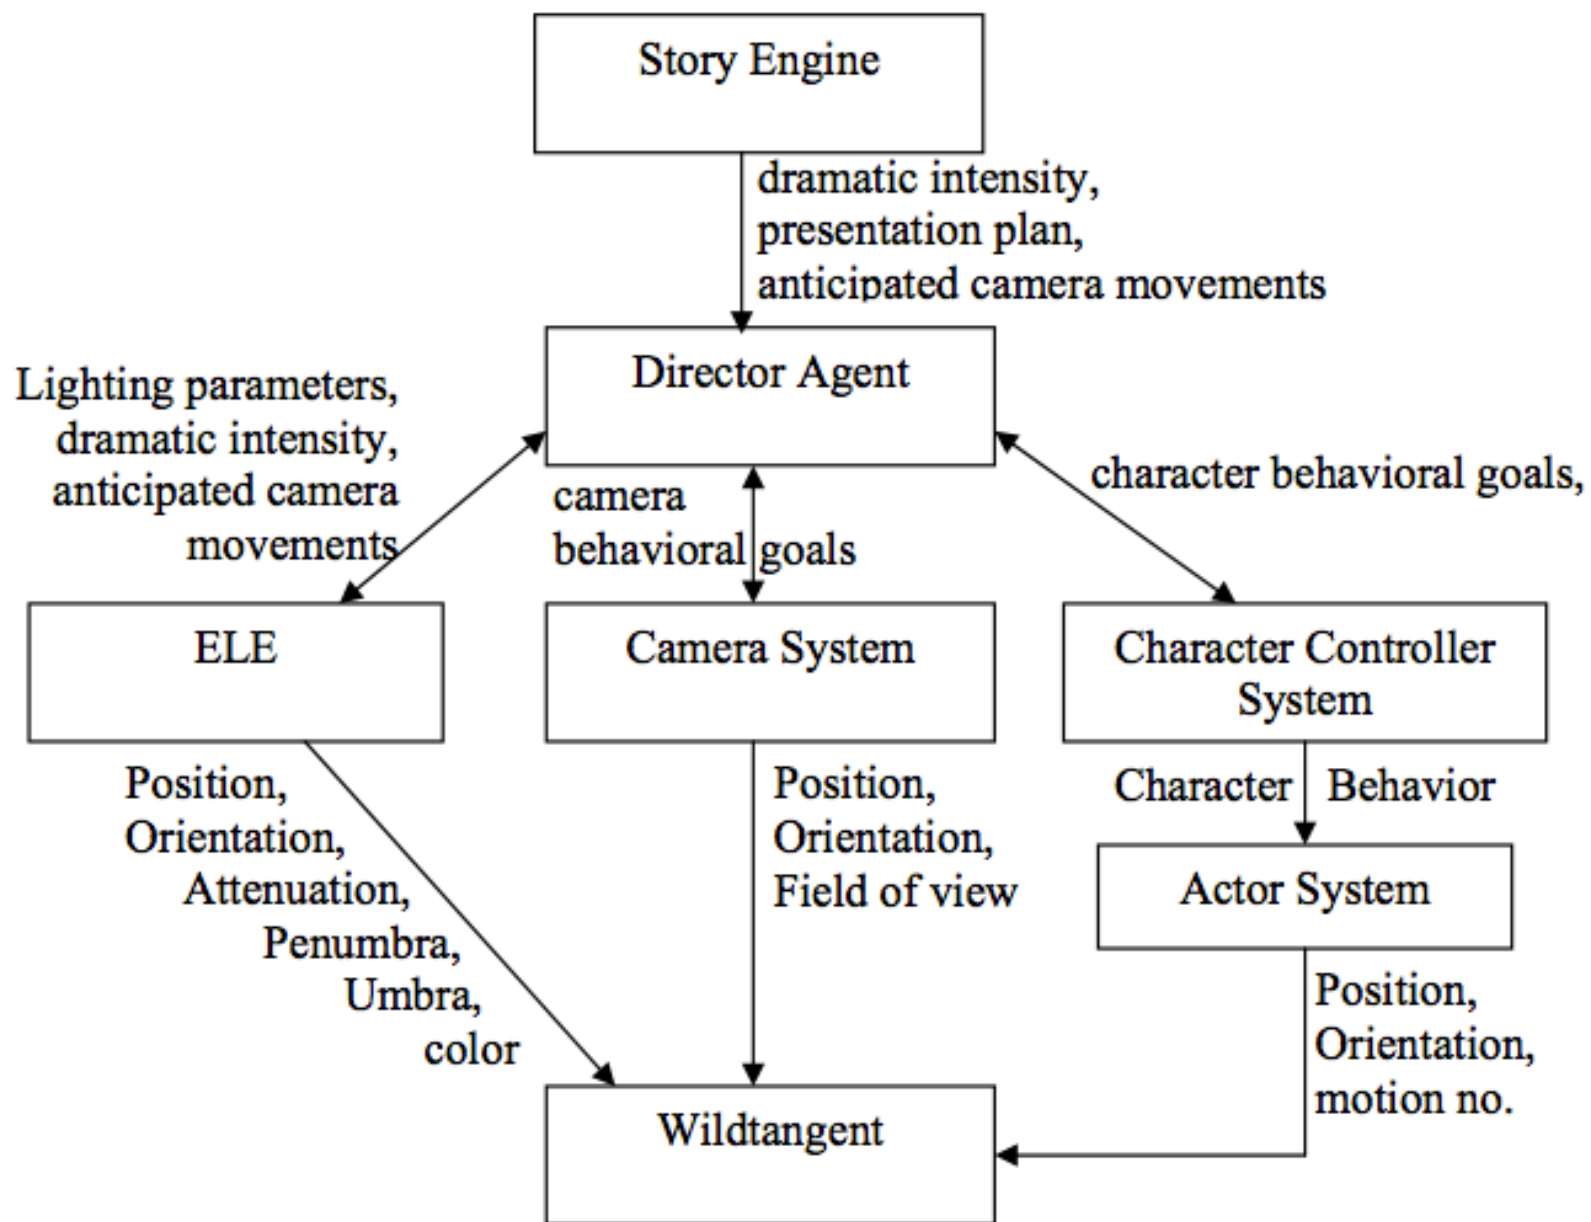 Story Engine
dramatic intensity,
presentation plan,
anticipated camera movements
Director Agent
Lighting parameters,
dramatic intensity,
anticipated camera
movements
camera
behavioral goals
character behavioral goals,
ELE
Camera System
Character Controller
System
Position,
Orientation,
Attenuation,
Penumbra,
Umbra,
color
Position,
Orientation,
Field of view
Character Behavior
Actor System
Position,
Orientation,
motion no.
Wildtangent